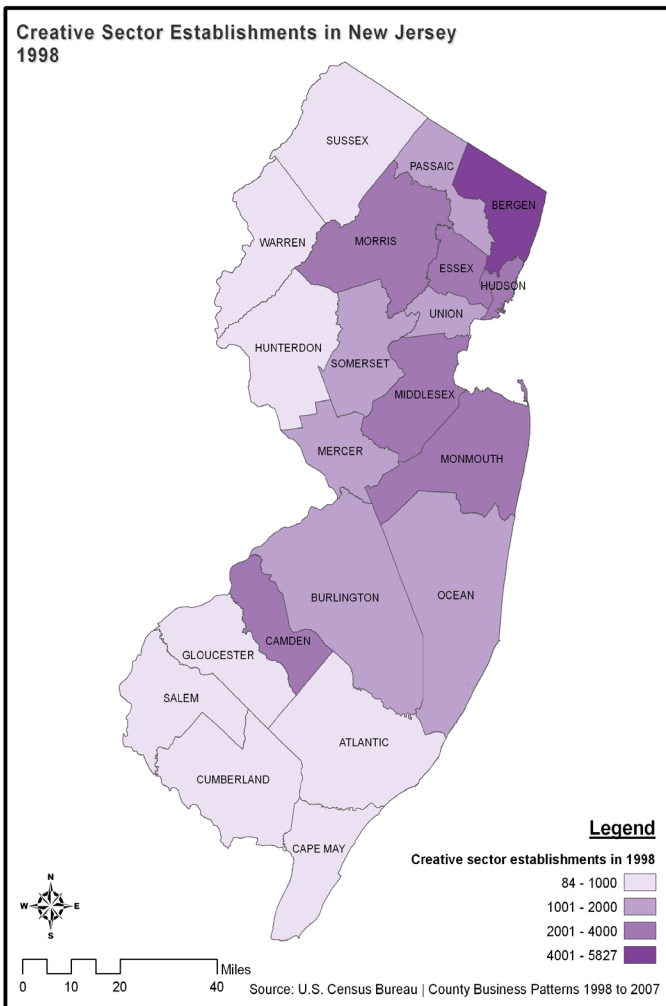 Creative Sector Establishments in New Jersey
1998
SUSSEX
PASSAIC
BERGEN
WARREN
MORRIS
ESSEX
HUDSON
UNION
HUNTERDON
SOMERSET
MIDDLESEX
MERCER
MONMOUTH
BURLINGTON
OCEAN
CAMDEN
GLOUCESTER
SALEM
ATLANTIC
CUMBERLAND
CAPE MAY
Legend
Creative sector establishments in 1998
84 - 1000
1001 - 2000
2001 - 4000
4001 - 5827
N
W E
S
Miles
0 10 20 40
Source: U.S. Census Bureau | County Business Patterns 1998 to 2007